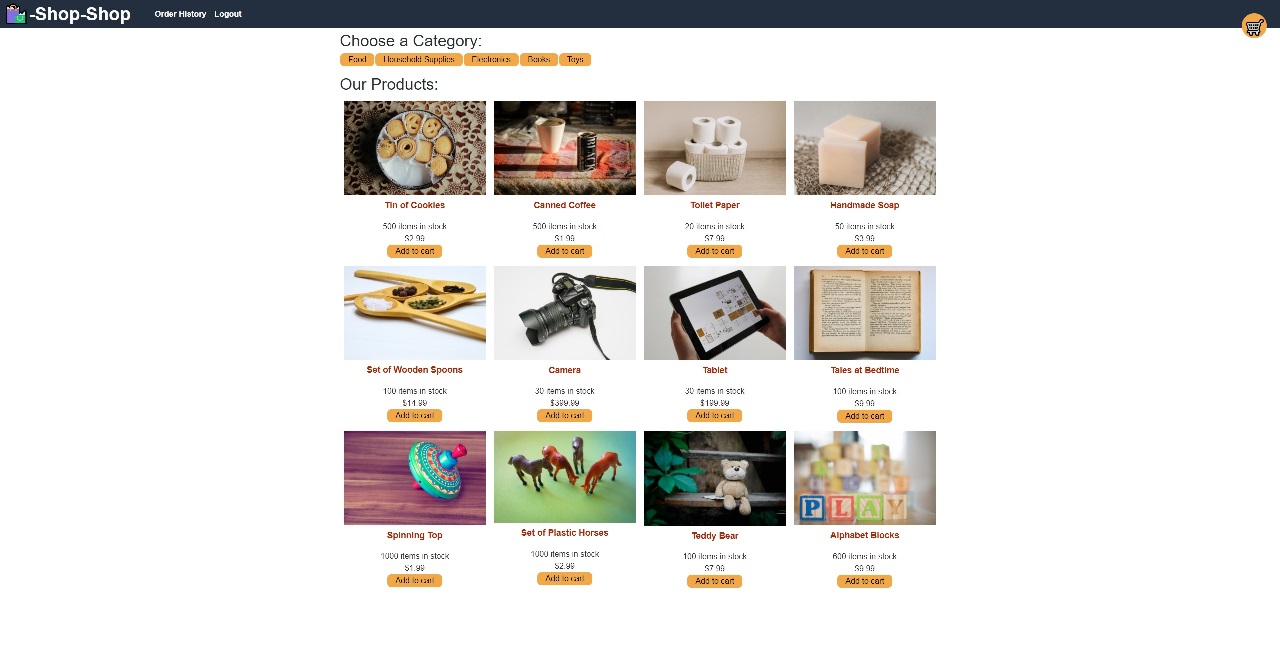 -Shop-Shop Order History Logout
Choose a Category:
Food Household Supplies Electronics Books Toys
Our Products:
Tin of Cookies Canned Coffee Toilet Paper Handmade Soap
500 items in stock 500 items in stock 20 items in stock 50 items in stock
$2.99 $1.99 $7.99 $3.99
Add to cart Add to cart Add to cart Add to cart
Set of Wooden Spoons Camera Tablet Tales at Bedtime
100 items in stock 30 items in stock 30 items in stock 100 items in stock
$14.99 $399.99 $199.99 $9.99
Add to cart Add to cart Add to cart Add to cart
PLAY
Spinning Top Set of Plastic Horses Teddy Bear Alphabet Blocks
1000 items in stock 1000 items in stock 100 items in stock 600 items in stock
$1.99 $2.99 $7.99 $9.99
Add to cart Add to cart Add to cart Add to cart